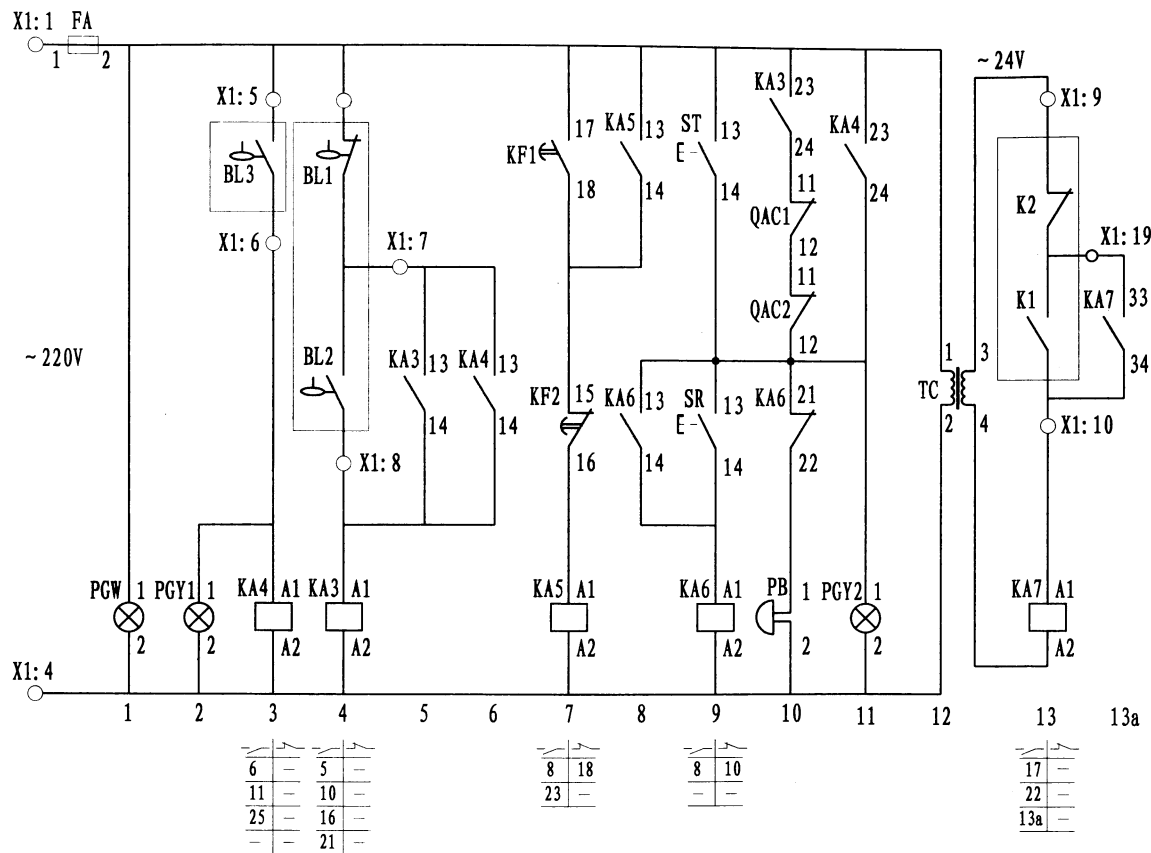 X1:1 FA
1 2
~24V
X1:5
X1:9
KA3 23
17 KA5 13 ST 13
KA4 23
KF1 E-
24
BL3 BL1
18 14 14
11
24
K2
QAC1
X1:6 X1:7
12
X1:19
11
K1 KA7 33
QAC2
~220V
BL2 KA3 13 KA4 13
12
1 3
34
TC
KF2 15 KA6 13 SR 13 KA6 21
E-
2 4
14 14
X1:10
X1:8
16 14 14 22
PGW 1 PGY1 1 KA4 A1 KA3 A1 KA5 A1 KA6 A1 PB 1 PGY2 1 KA7 A1
2 2 A2 A2 A2 A2 2 2 A2
X1:4
1 2 3 4 5 6 7 8 9 10 11 12 13 13a
6 - 5 - 8 18 8 10 17 -
11 - 10 - 23 - - - 22 -
25 - 16 - 13a -
- - 21 -